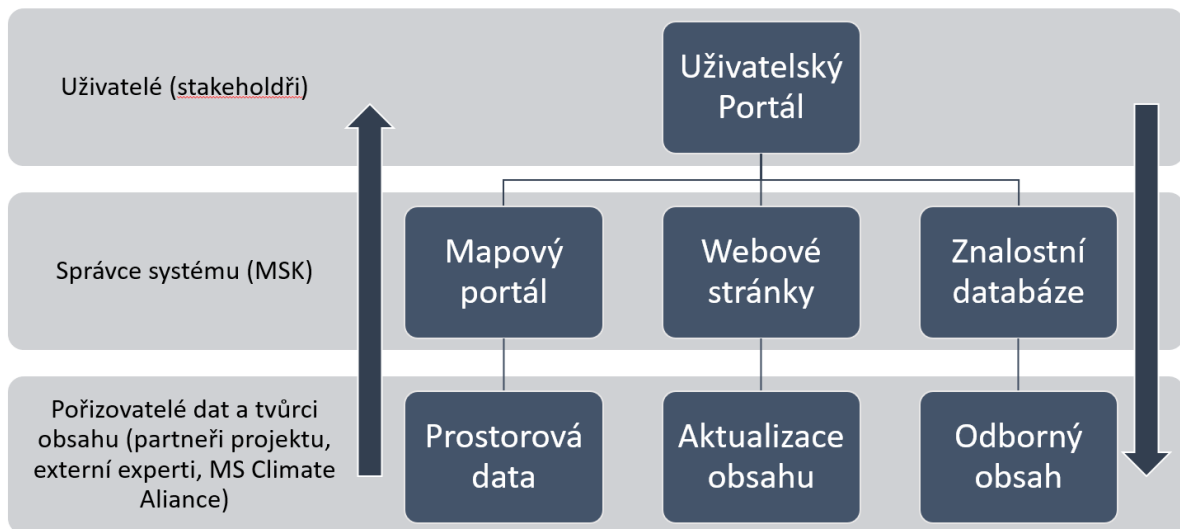 Uživatelé (stakeholdři)
Uživatelský
Portál
Správce systému (MSK)
Mapový
portál
Webové
stránky
Znalostní
databáze
Pořizovatelé dat a tvůrci
obsahu (partneři projektu,
externí experti, MS Climate
Aliance)
Prostorová
data
Aktualizace
obsahu
Odborný
obsah